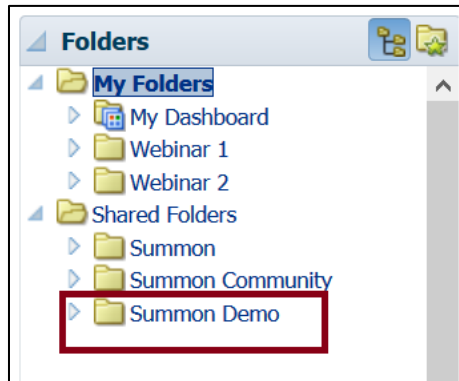 Folders
My Folders
My Dashboard
Webinar 1
Webinar 2
Shared Folders
Summon
Summon Community
Summon Demo